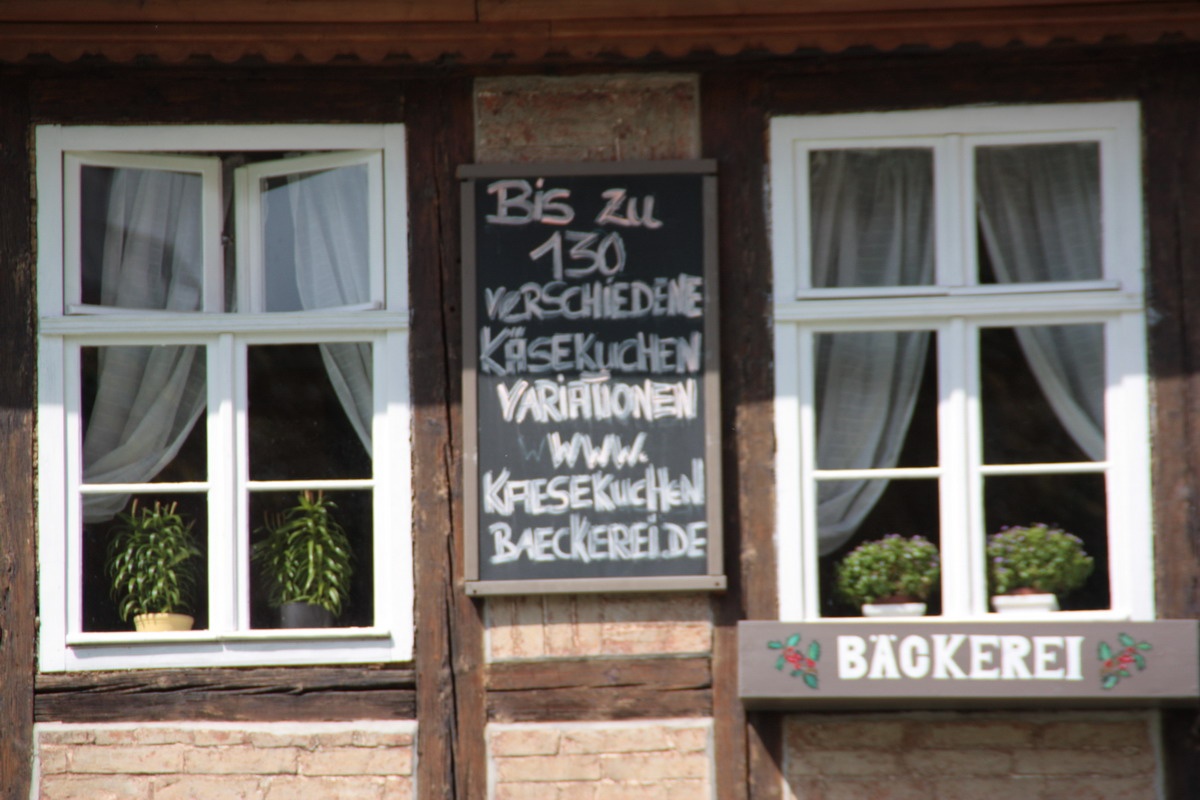 Bis zu
130
VERSCHIEDENE
KÄSEKUCHEN
VARIATIONEN
WWW.
KAESEKUCHEN
BAECKEREI.DE
BÄCKEREI